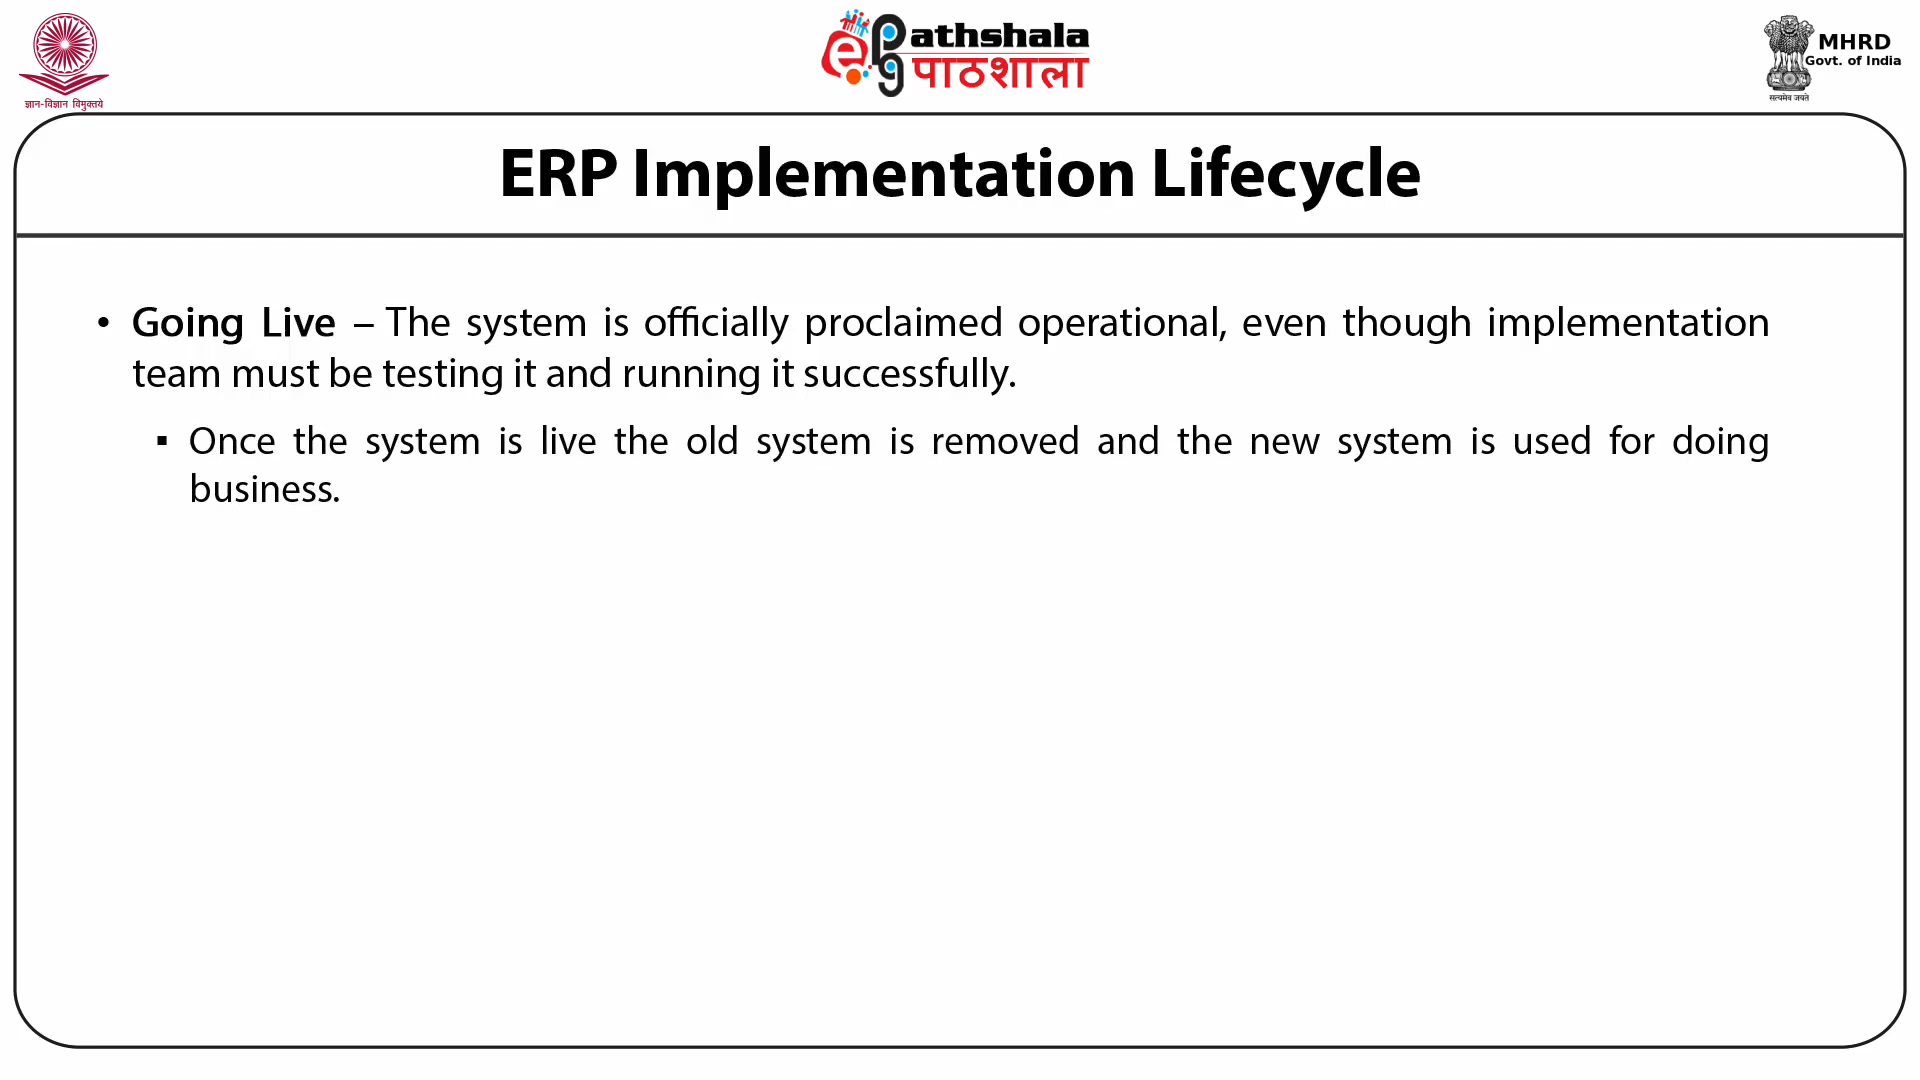 ज्ञान-विज्ञान विमुक्तये
ePathshala
पाठशाला
MHRD
Govt. of India
सत्यमेव जयते
ERP Implementation Lifecycle
• Going Live – The system is officially proclaimed operational, even though implementation
team must be testing it and running it successfully.
▪ Once the system is live the old system is removed and the new system is used for doing
business.